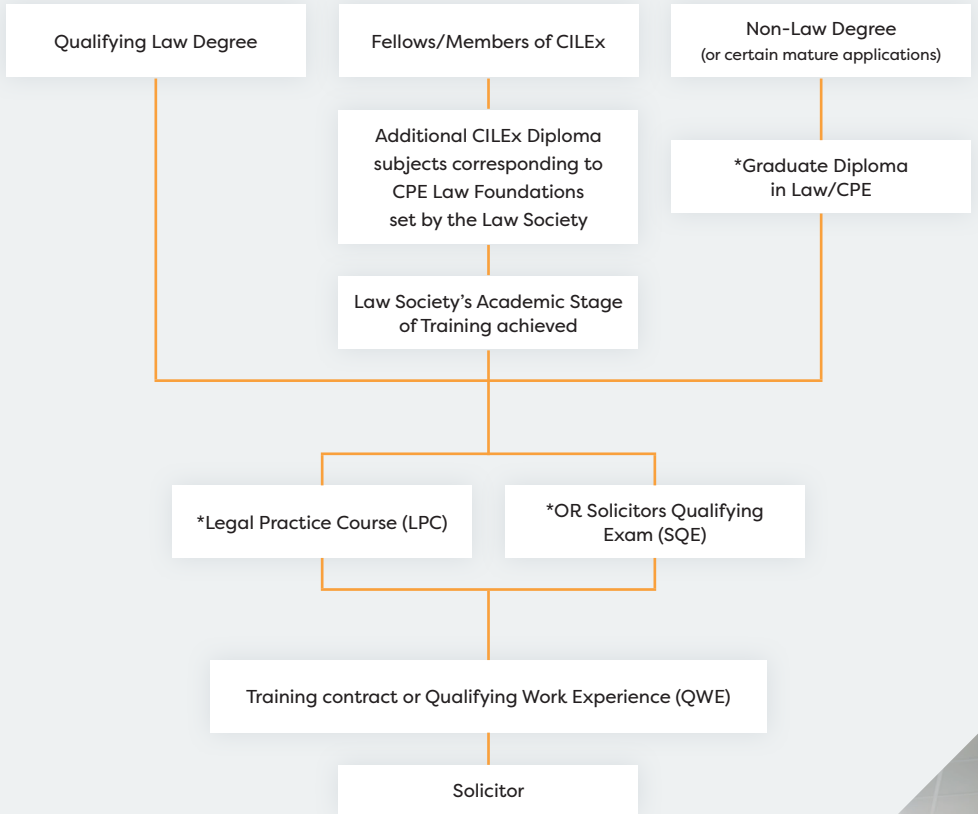 Qualifying Law Degree
Fellows/Members of CILEx
Non-Law Degree
(or certain mature applications)
Additional CILEx Diploma
subjects corresponding to
CPE Law Foundations
set by the Law Society
*Graduate Diploma
in Law/CPE
Law Society’s Academic Stage
of Training achieved
*Legal Practice Course (LPC)
*OR Solicitors Qualifying
Exam (SQE)
Training contract or Qualifying Work Experience (QWE)
Solicitor